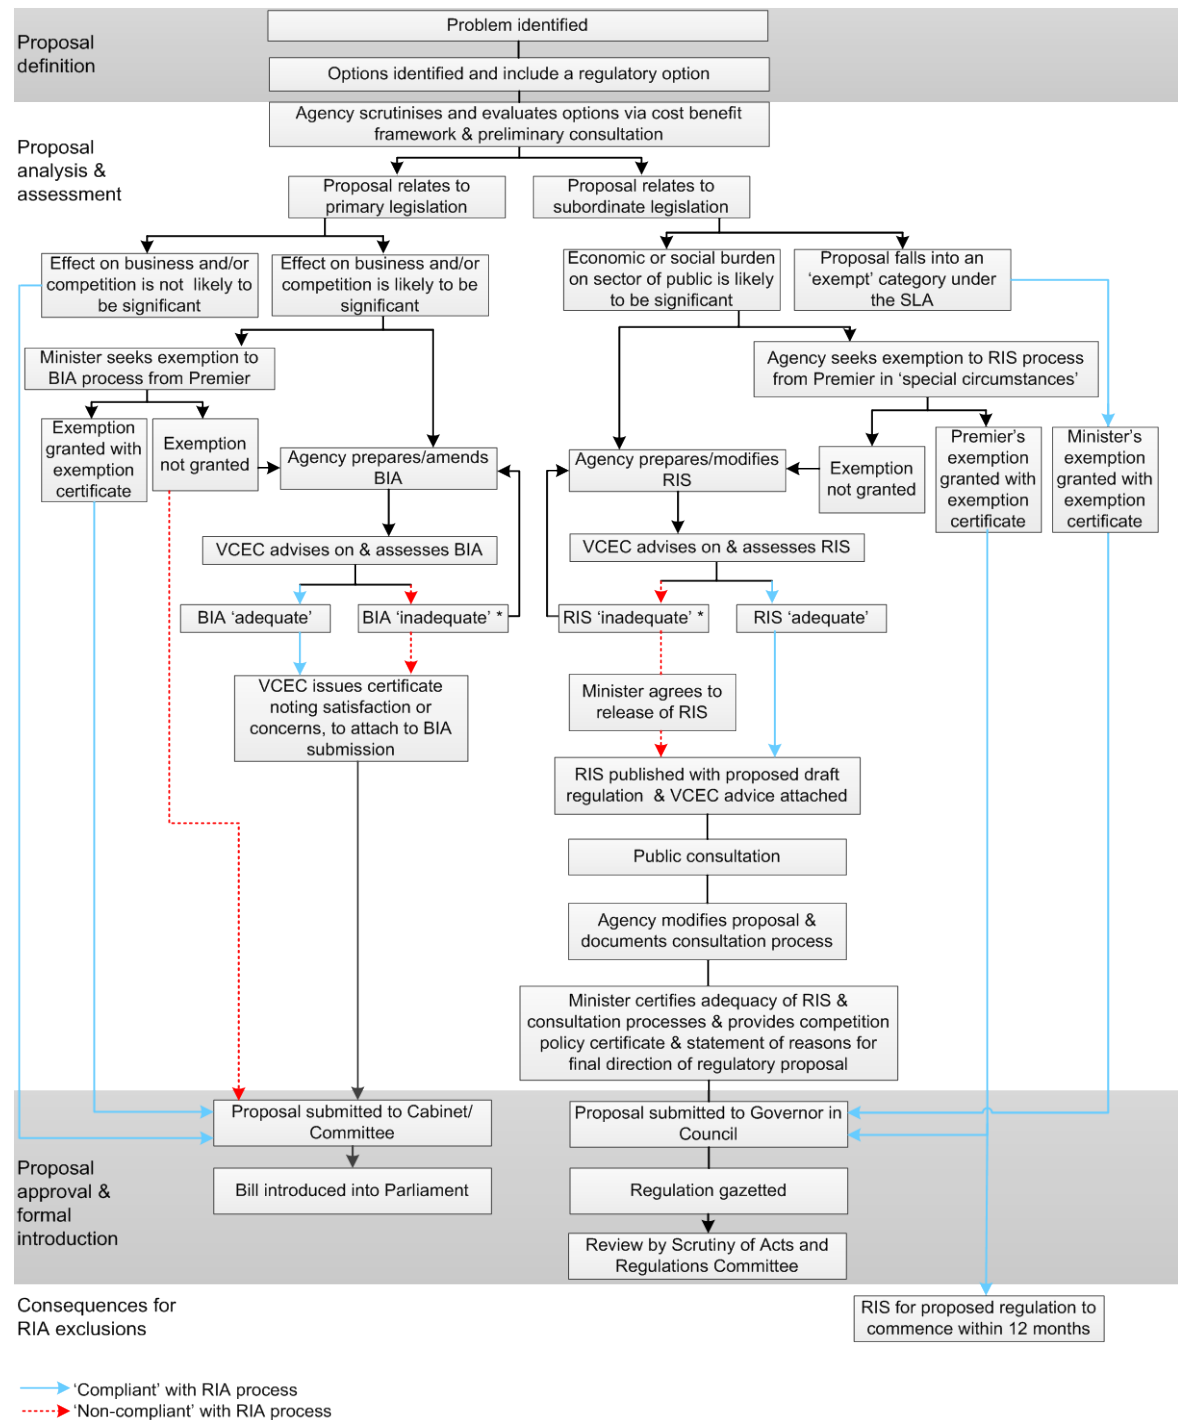 Proposal
definition
Problem identified
Options identified and include a regulatory option
Agency scrutinises and evaluates options via cost benefit
framework & preliminary consultation
Proposal
analysis &
assessment
Proposal relates to
primary legislation
Proposal relates to
subordinate legislation
Effect on business and/or
competition is not likely to
be significant
Effect on business and/or
competition is likely to be
significant
Economic or social burden
on sector of public is likely
to be significant
Proposal falls into an
‘exempt’ category under
the SLA
Minister seeks exemption to
BIA process from Premier
Agency seeks exemption to RIS process
from Premier in ‘special circumstances’
Exemption
granted with
exemption
certificate
Exemption
not granted
Agency prepares/amends
BIA
Agency prepares/modifies
RIS
Exemption
not granted
Premier’s
exemption
granted with
exemption
certificate
Minister’s
exemption
granted with
exemption
certificate
VCEC advises on & assesses BIA
VCEC advises on & assesses RIS
BIA ‘adequate’
BIA ‘inadequate’ *
RIS ‘inadequate’ *
RIS ‘adequate’
VCEC issues certificate
noting satisfaction or
concerns, to attach to BIA
submission
Minister agrees to
release of RIS
RIS published with proposed draft
regulation & VCEC advice attached
Public consultation
Agency modifies proposal &
documents consultation process
Minister certifies adequacy of RIS &
consultation processes & provides competition
policy certificate & statement of reasons for
final direction of regulatory proposal
Proposal
approval &
formal
introduction
Proposal submitted to Cabinet/
Committee
Proposal submitted to Governor in
Council
Bill introduced into Parliament
Regulation gazetted
Review by Scrutiny of Acts and
Regulations Committee
Consequences for
RIA exclusions
RIS for proposed regulation to
commence within 12 months
‘Compliant’ with RIA process
‘Non-compliant’ with RIA process